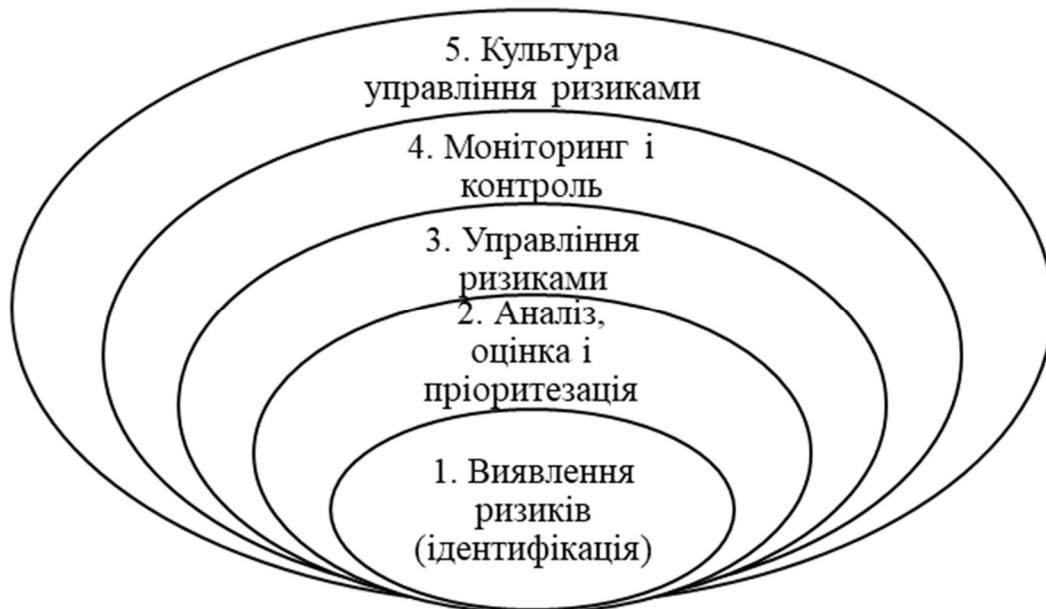 5. Культура
управління ризиками
4. Моніторинг і
контроль
3. Управління
ризиками
2. Аналіз,
оцінка і
пріоритезація
1. Виявлення
ризиків
(ідентифікація)